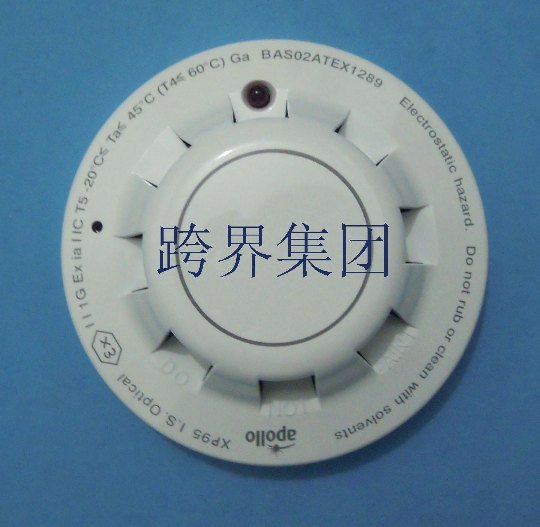 跨界集团
II 1G Ex ia IIC T5 -20°C≤ Ta≤ 45°C (T4≤ 60°C) Ga BAS02ATEX1289
Electrostatic hazard. Do not rub or clean with solvents
apollo
XP95 I.S. Optical